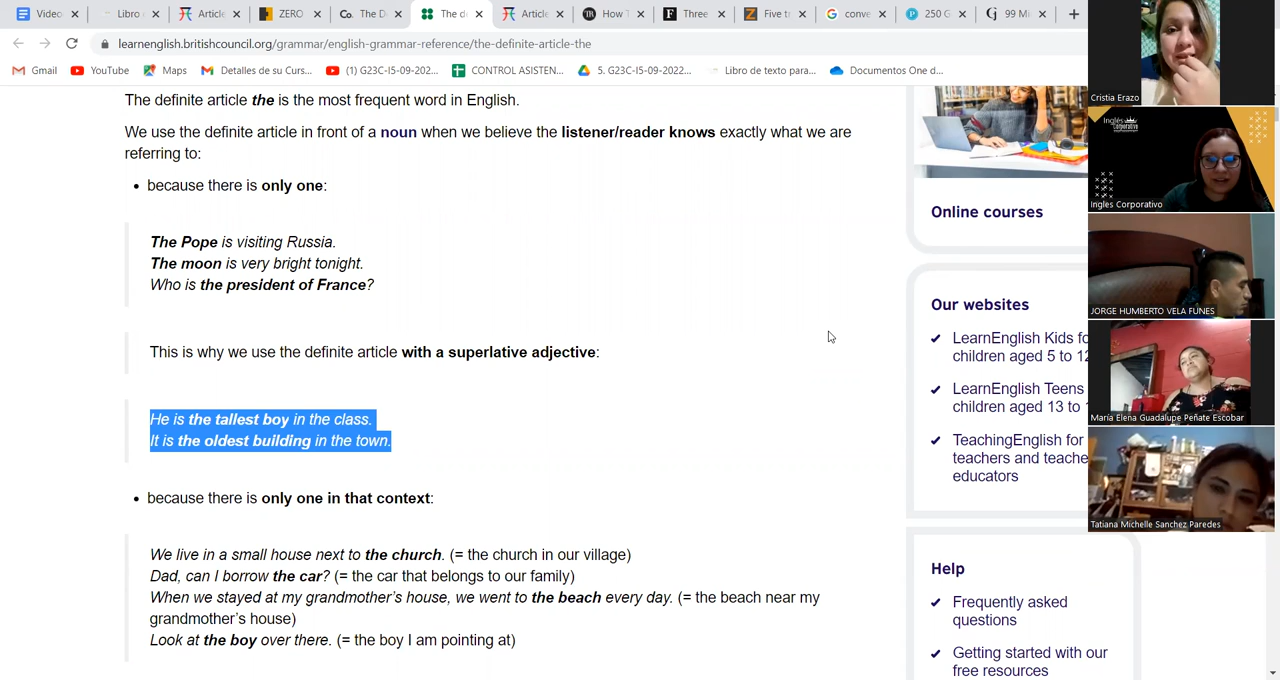 Video
Libro
Article
ZERO
The D
The d
Article
How T
Three
Five t
conve
250 G
99 Mi
learnenglish.britishcouncil.org/grammar/english-grammar-reference/the-definite-article-the
Gmail
YouTube
Maps
Detalles de su Curs...
(1) G23C-I5-09-202...
CONTROL ASISTEN...
5. G23C-I5-09-2022...
Libro de texto para...
Documentos One d...
The definite article the is the most frequent word in English.
We use the definite article in front of a noun when we believe the listener/reader knows exactly what we are
referring to:
• because there is only one:
The Pope is visiting Russia.
The moon is very bright tonight.
Who is the president of France?
This is why we use the definite article with a superlative adjective:
He is the tallest boy in the class.
It is the oldest building in the town.
• because there is only one in that context:
We live in a small house next to the church. (= the church in our village)
Dad, can I borrow the car? (= the car that belongs to our family)
When we stayed at my grandmother's house, we went to the beach every day. (= the beach near my
grandmother's house)
Look at the boy over there. (= the boy I am pointing at)
Online courses
Our websites
LearnEnglish Kids fo
children aged 5 to 12
LearnEnglish Teens
children aged 13 to
TeachingEnglish for
teachers and teache
educators
Help
Frequently asked
questions
Getting started with our
free resources
Cristia Erazo
Inglés
Corporativo
Ingles Corporativo
JORGE HUMBERTO VELA FUNES
María Elena Guadalupe Peñate Escobar
Tatiana Michelle Sanchez Paredes